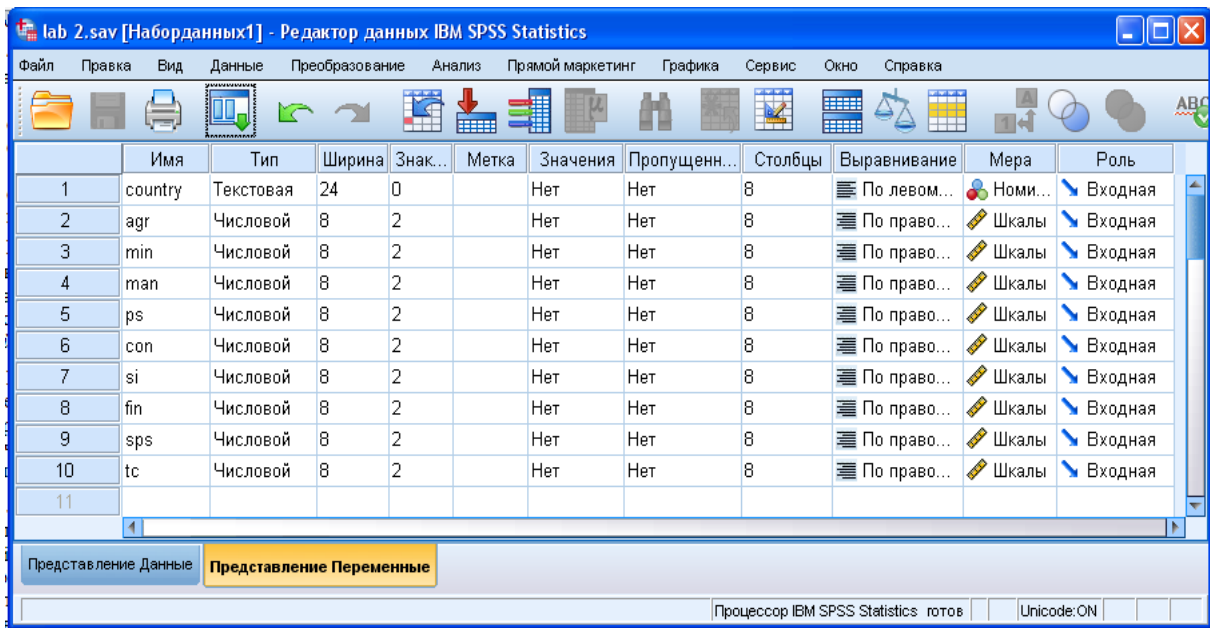 lab 2.sav [Наборданных1] - Редактор данных IBM SPSS Statistics
Файл Правка Вид Данные Преобразование Анализ Прямой маркетинг Графика Сервис Окно Справка
Имя Тип Ширина Знак... Метка Значения Пропущенн... Столбцы Выравнивание Мера Роль
1 country Текстовая 24 0 Нет Нет 8 По левом... Номи... Входная
2 agr Числовой 8 2 Нет Нет 8 По право... Шкалы Входная
3 min Числовой 8 2 Нет Нет 8 По право... Шкалы Входная
4 man Числовой 8 2 Нет Нет 8 По право... Шкалы Входная
5 ps Числовой 8 2 Нет Нет 8 По право... Шкалы Входная
6 con Числовой 8 2 Нет Нет 8 По право... Шкалы Входная
7 si Числовой 8 2 Нет Нет 8 По право... Шкалы Входная
8 fin Числовой 8 2 Нет Нет 8 По право... Шкалы Входная
9 sps Числовой 8 2 Нет Нет 8 По право... Шкалы Входная
10 tc Числовой 8 2 Нет Нет 8 По право... Шкалы Входная
11
Представление Данные Представление Переменные
Процессор IBM SPSS Statistics готов Unicode:ON